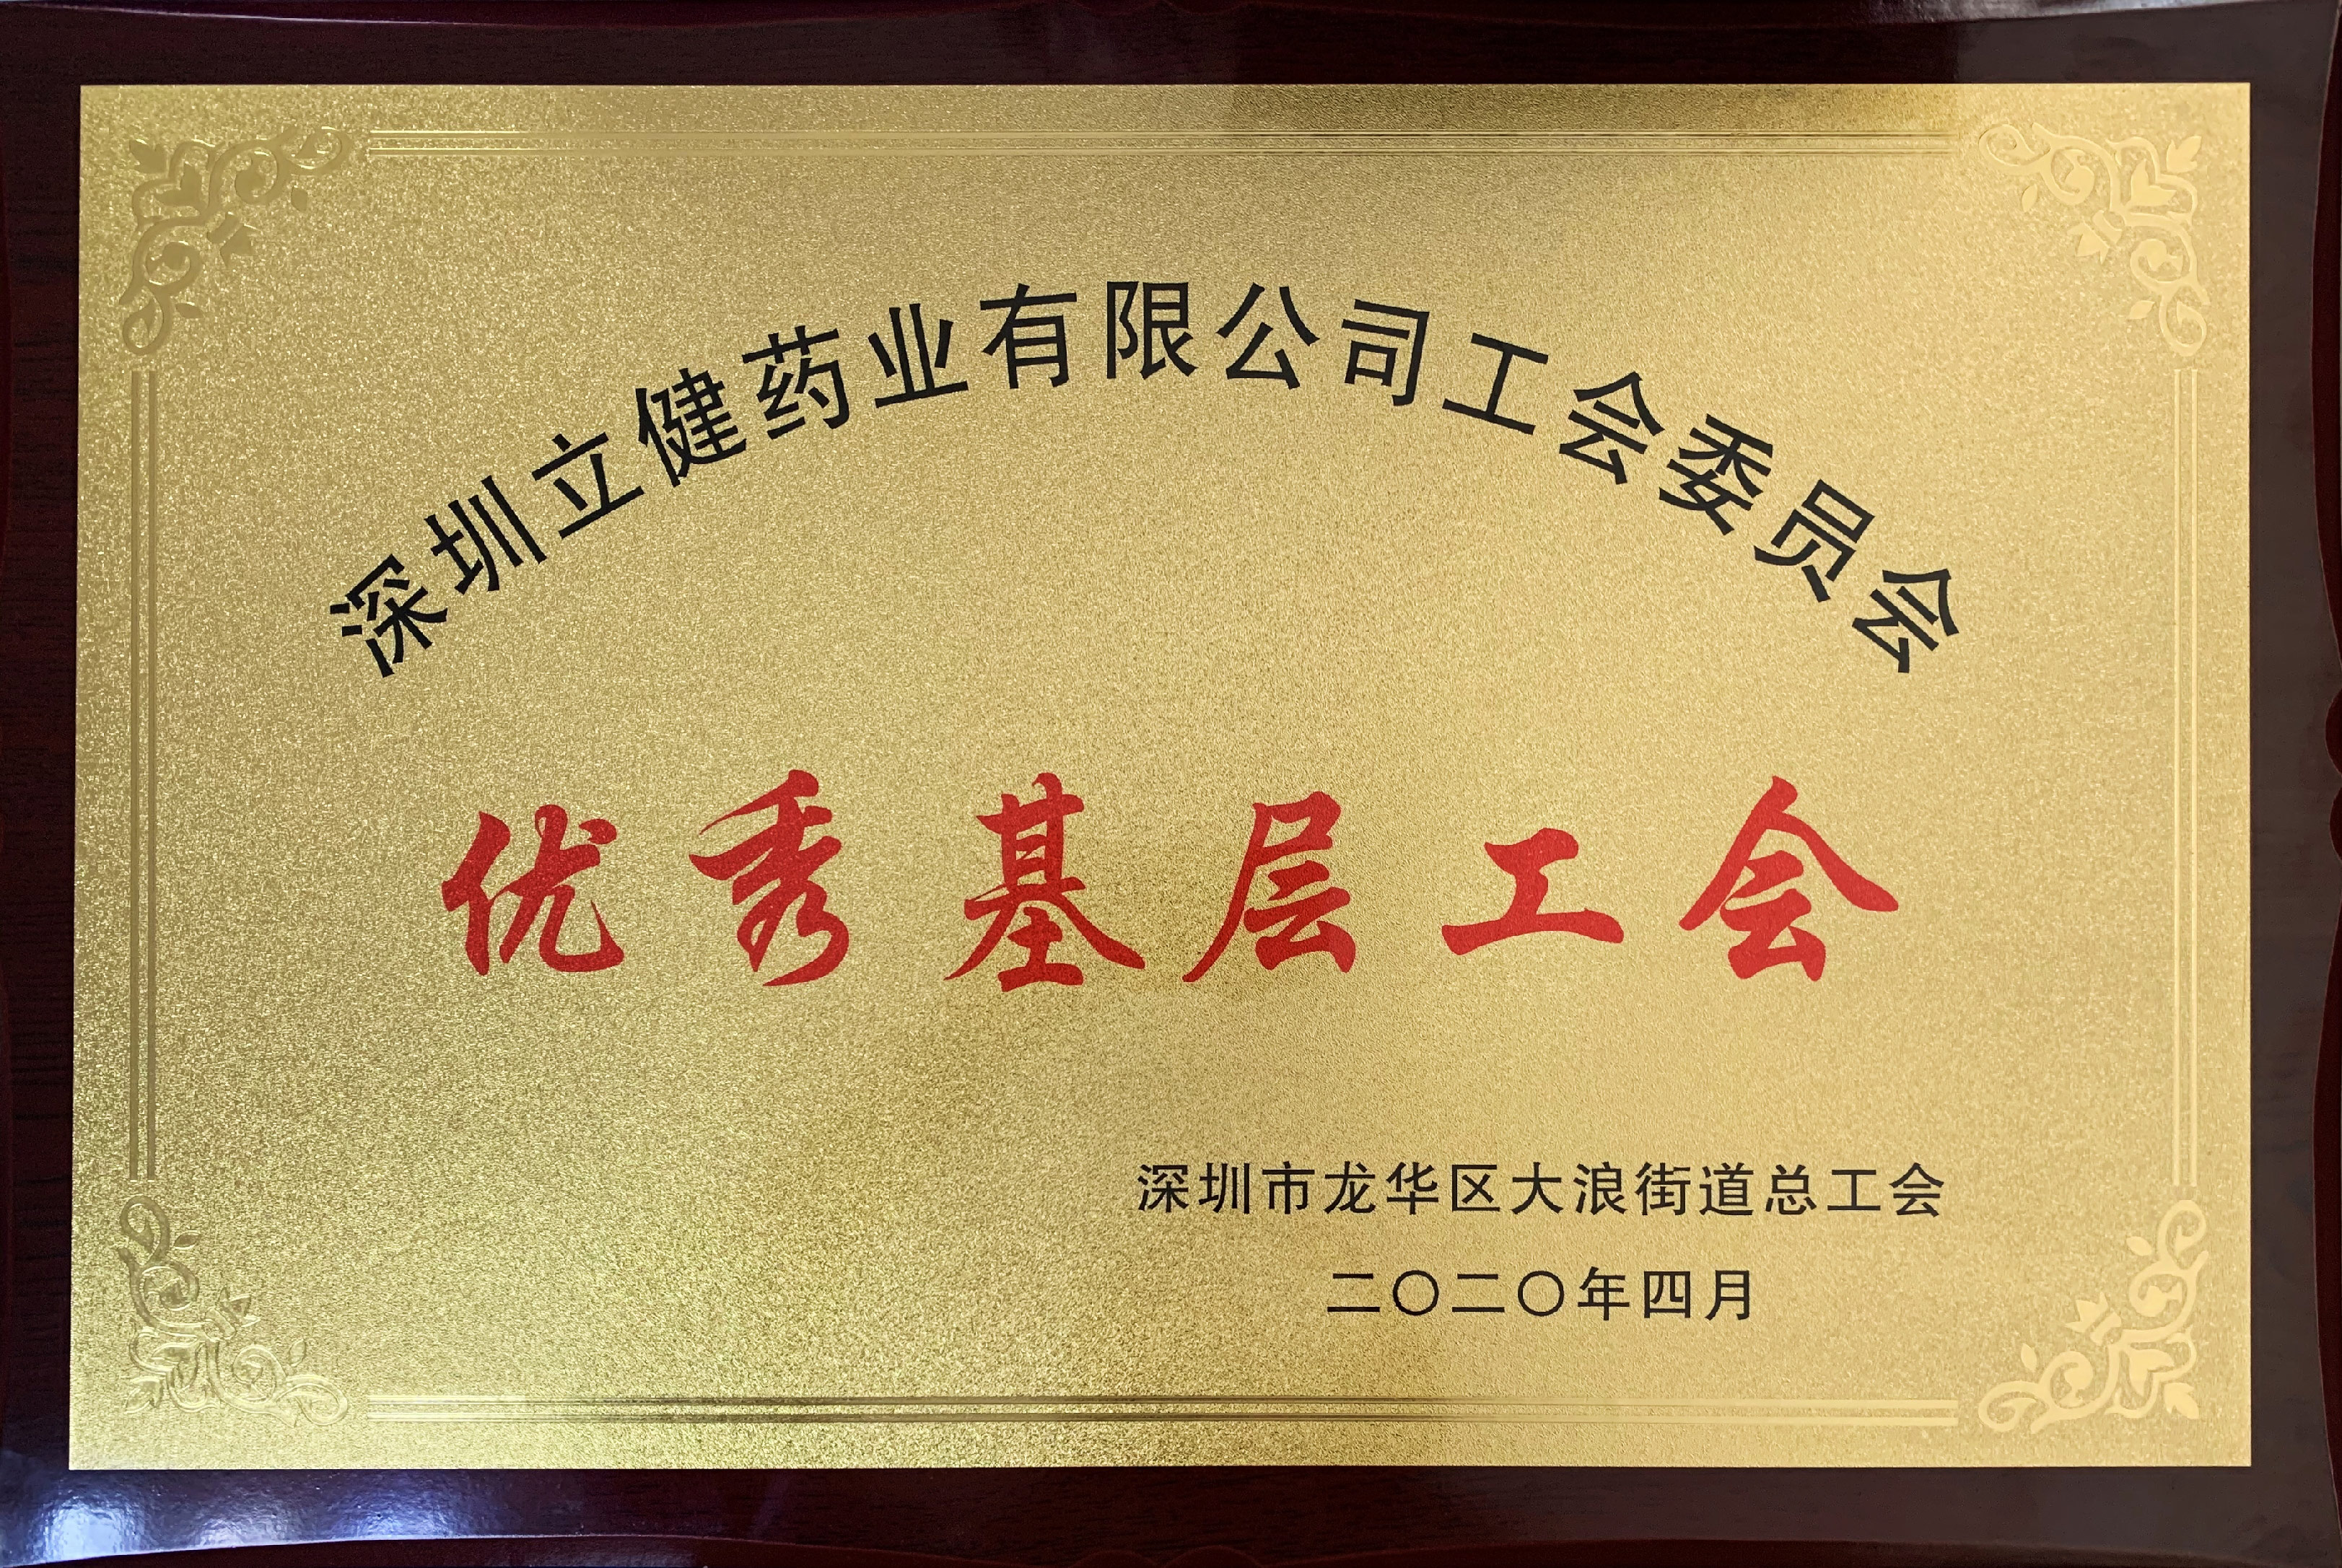 深圳立健药业有限公司工会委员会
优秀基层工会
深圳市龙华区大浪街道总工会
二〇二〇年四月